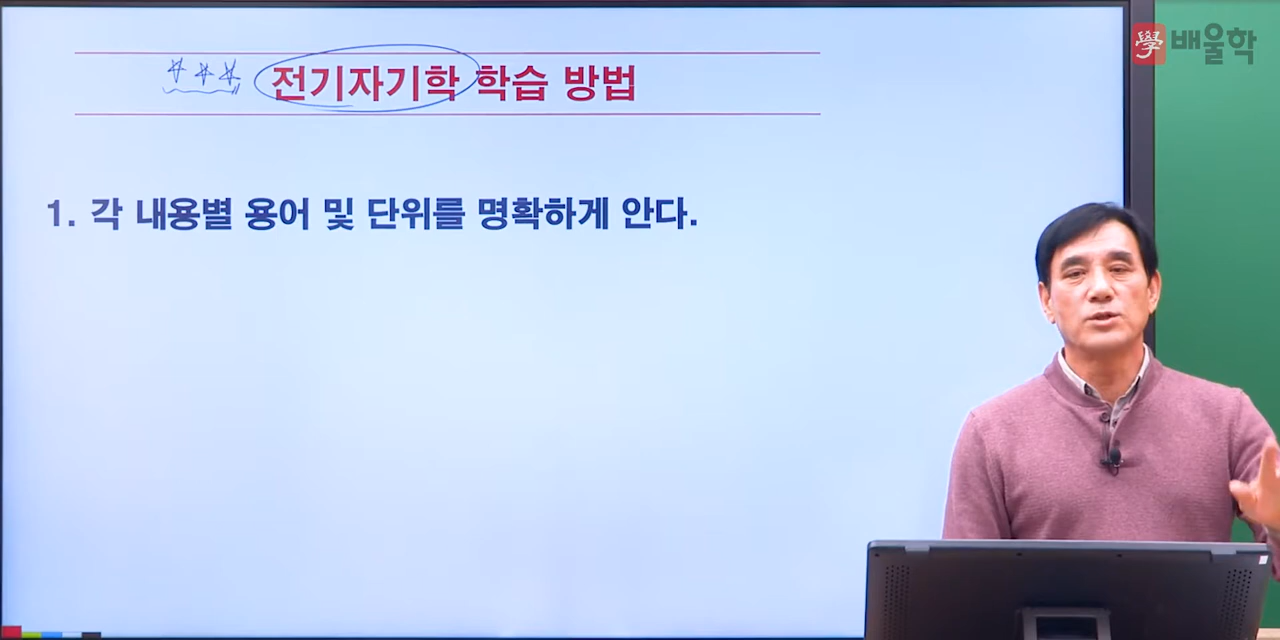 學 배울학
*** 전기자기학 학습 방법
1. 각 내용별 용어 및 단위를 명확하게 안다.